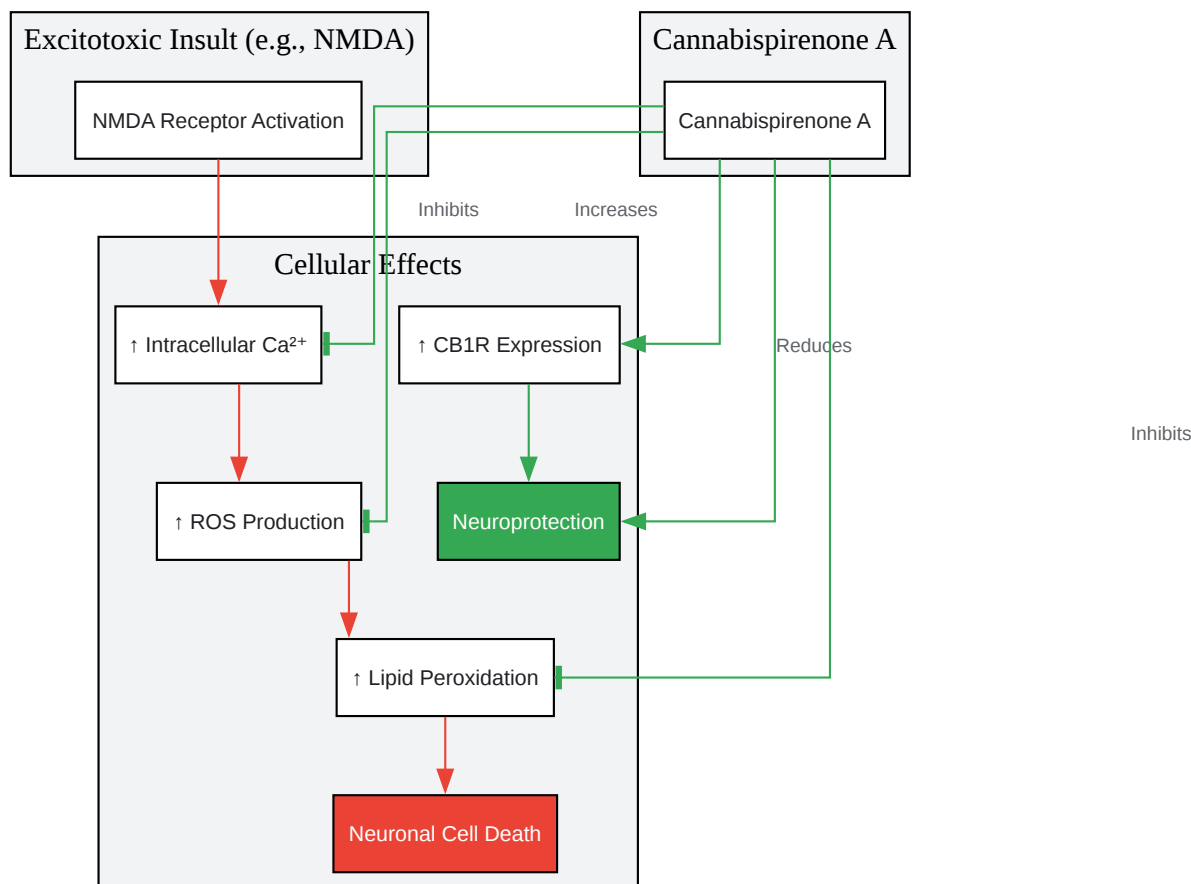 Excitotoxic Insult (e.g., NMDA)
Cannabispirenone A
NMDA Receptor Activation
Cannabispirenone A
Inhibits
Increases
Cellular Effects
↑ Intracellular Ca²⁺
↑ CB1R Expression
Reduces
Inhibits
↑ ROS Production
Neuroprotection
↑ Lipid Peroxidation
Neuronal Cell Death